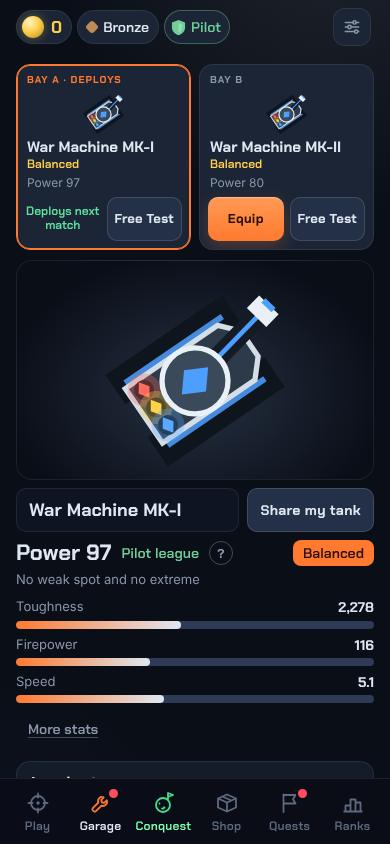 0
Bronze
Pilot
BAY A · DEPLOYS
War Machine MK-I
Balanced
Power 97
Deploys next
match
Free Test
BAY B
War Machine MK-II
Balanced
Power 80
Equip
Free Test
War Machine MK-I
Share my tank
Power 97 Pilot league ? Balanced
No weak spot and no extreme
Toughness 2,278
Firepower 116
Speed 5.1
More stats
Play
Garage
Conquest
Shop
Quests
Ranks